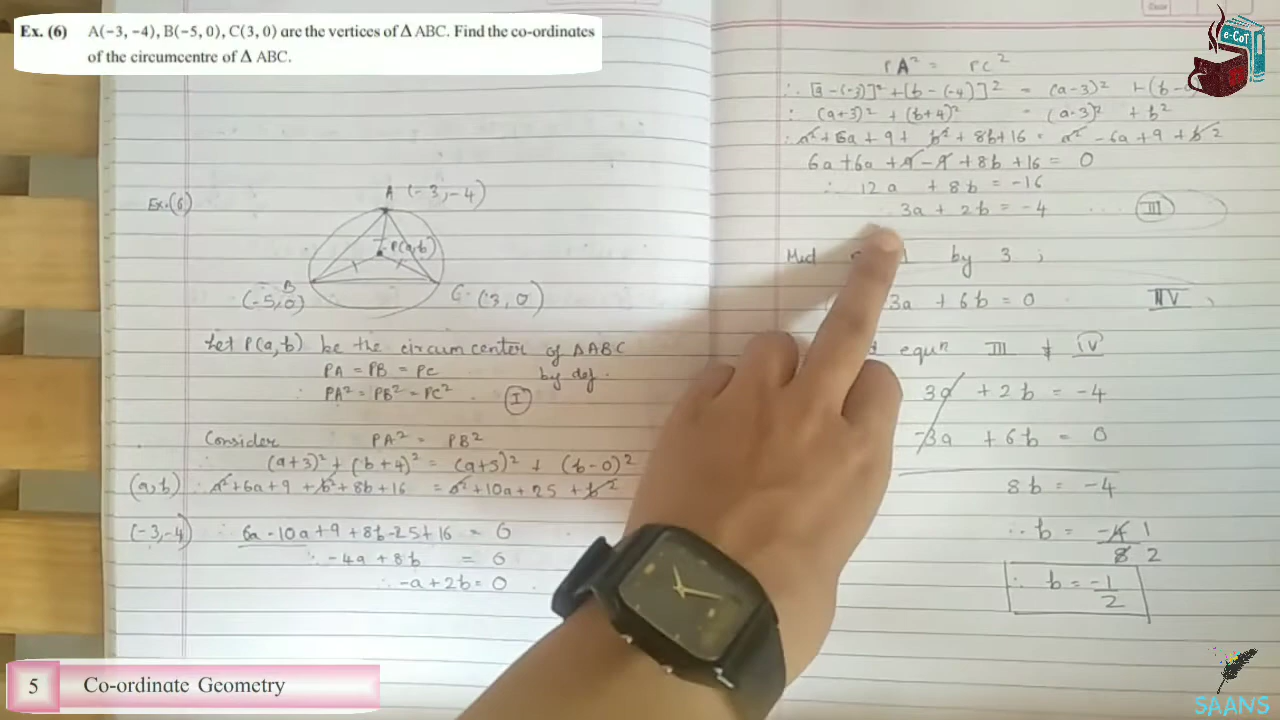 Ex. (6) A(−3, −4), B(−5, 0), C(3, 0) are the vertices of Δ ABC. Find the co-ordinates
of the circumcentre of Δ ABC.
Ex.(6)
A (-3,-4)
P(a,b)
B
(-5,0)
C (3, 0)
Let P(a,b) be the circumcenter of ΔABC
PA = PB = PC by def.
∴ PA² = PB² = PC² . I
Consider PA² = PB²
(a+3)² + (b+4)² = (a+5)² + (b-0)²
(a,b) ∴ a²+6a+9 + b²+8b+16 = a²+10a+25 + b²
(-3,-4) ∴ 6a-10a+9+8b-25+16 = 0
∴ -4a+8b = 0
∴ -a+2b=0
PA² = PC²
∴ [a-(-3)]² + [b-(-4)]² = (a-3)² + (b-
∴ (a+3)² + (b+4)² = (a-3)² + b²
∴ a²+6a+9+ b²+8b+16 = a²-6a+9+b²
6a+6a+9-9+8b+16 = 0
∴ 12a + 8b = -16
3a + 2b = -4 ... III
by 3 ;
3a + 6b = 0 IV
equn III & IV
3a + 2b = -4
-3a + 6b = 0
8b = -4
∴ b = -4 1
8 2
∴ b = -1
2
5 Co-ordinate Geometry
e-CoT
SAANS